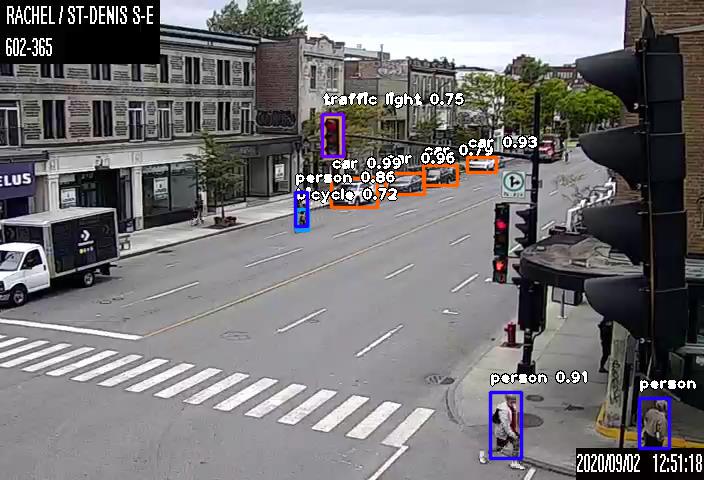 RACHEL / ST-DENIS S-E
602-365
traffic light 0.75
car 0.93
car 0.99
0.96
person 0.86
cycle 0.72
ELUS
person 0.91
person
2020/09/02 12:51:18